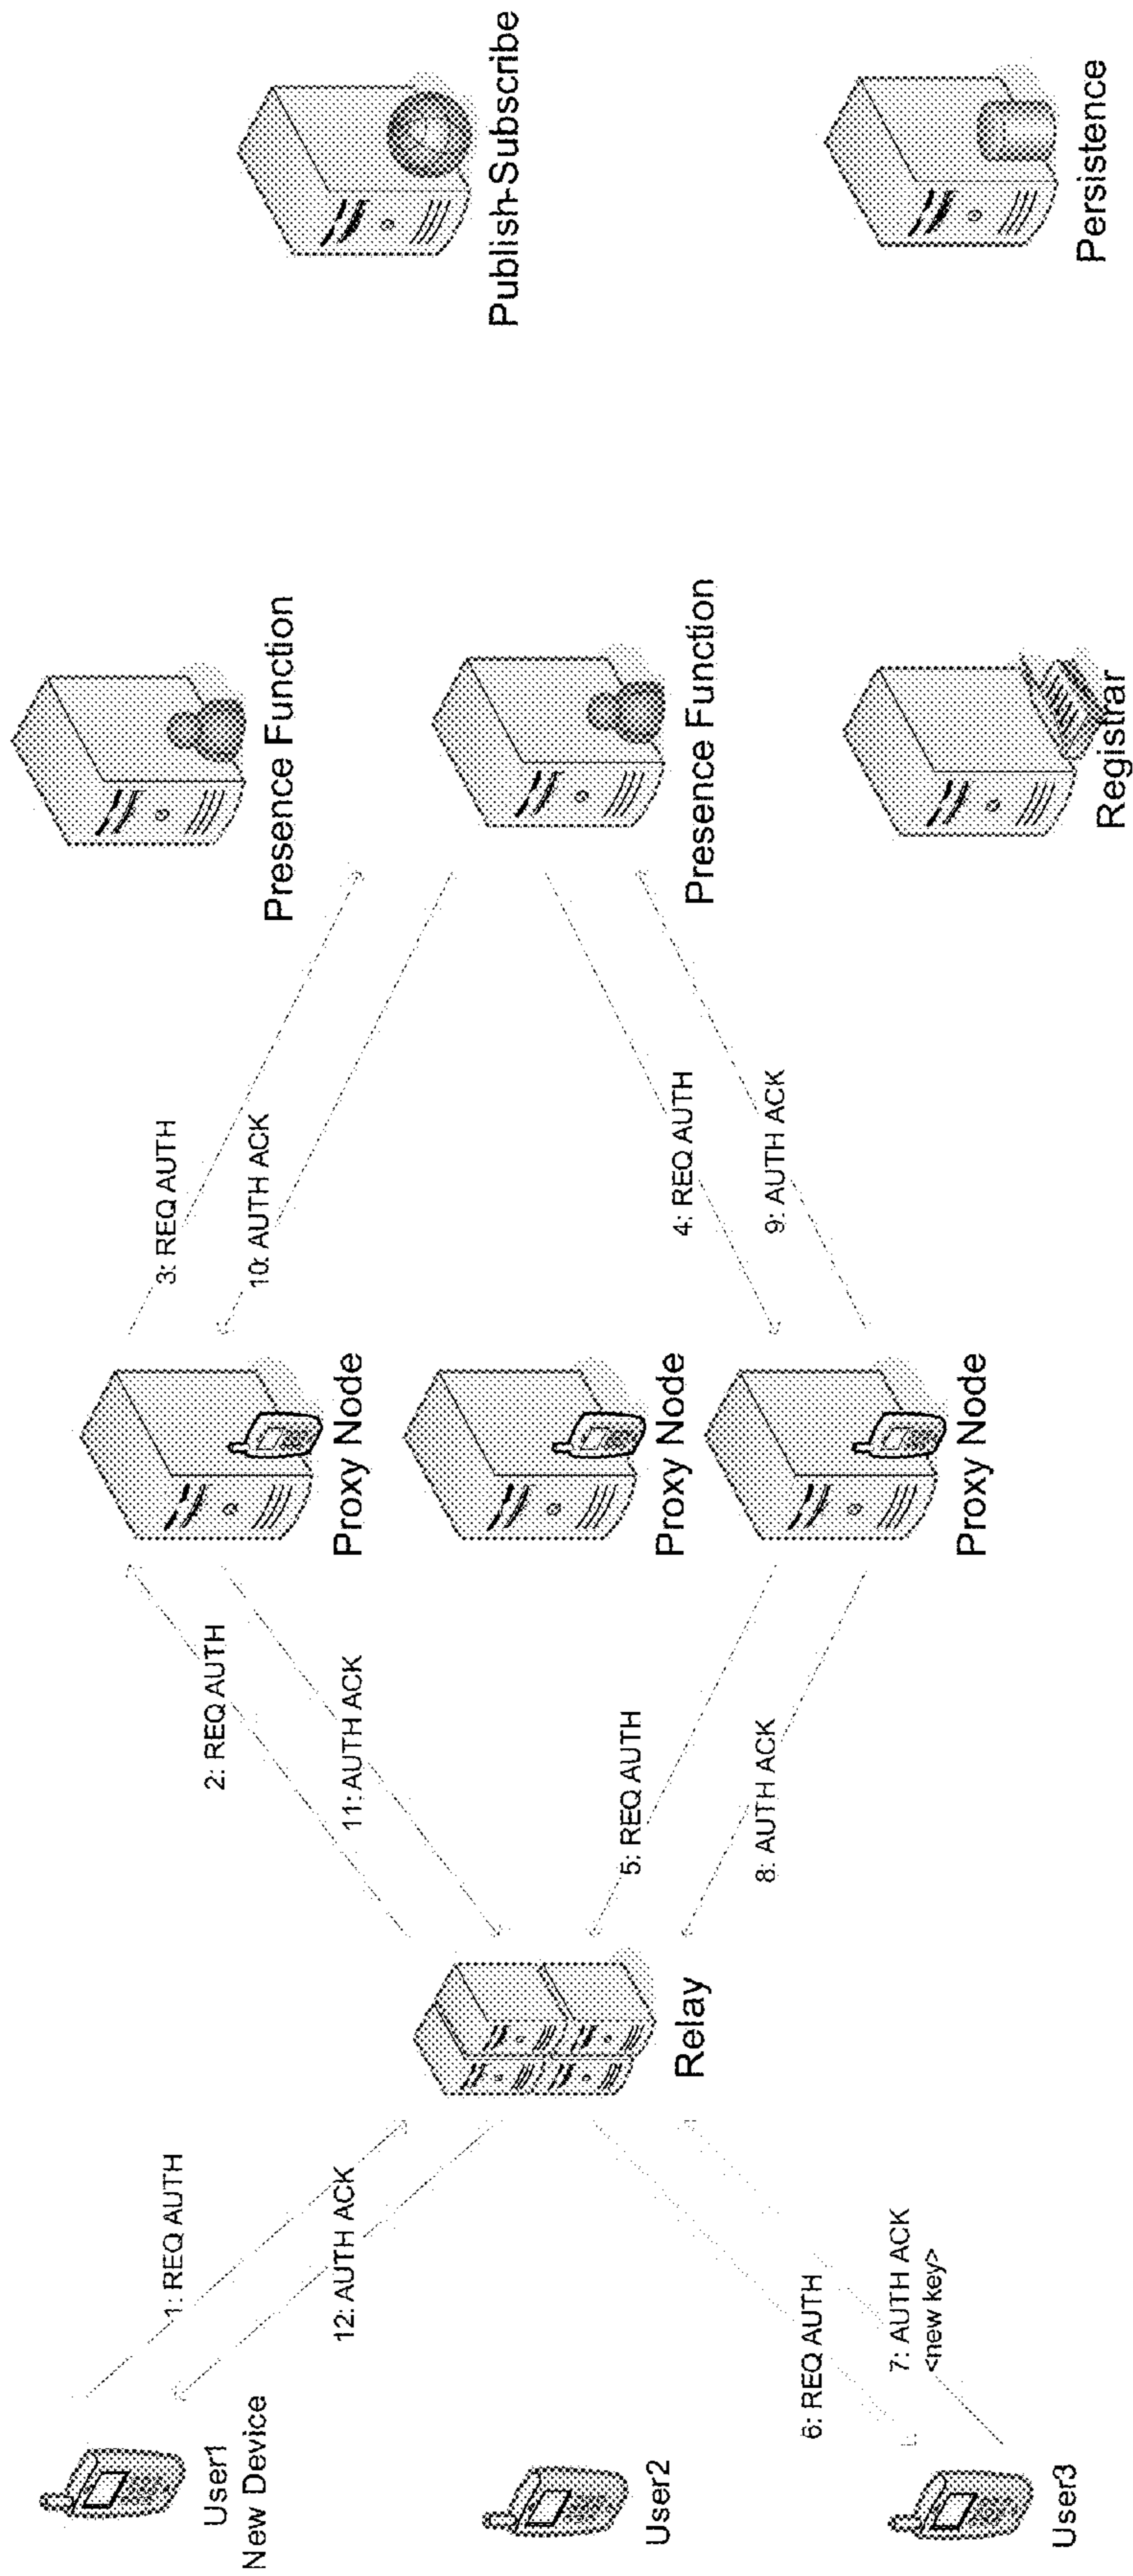 User1
New Device
User2
User3
1: REQ AUTH
12: AUTH ACK
6: REQ AUTH
7: AUTH ACK
<new key>
Relay
2: REQ AUTH
11: AUTH ACK
5: REQ AUTH
8: AUTH ACK
Proxy Node
Proxy Node
Proxy Node
3: REQ AUTH
10: AUTH ACK
4: REQ AUTH
9: AUTH ACK
Presence Function
Presence Function
Registrar
Publish-Subscribe
Persistence